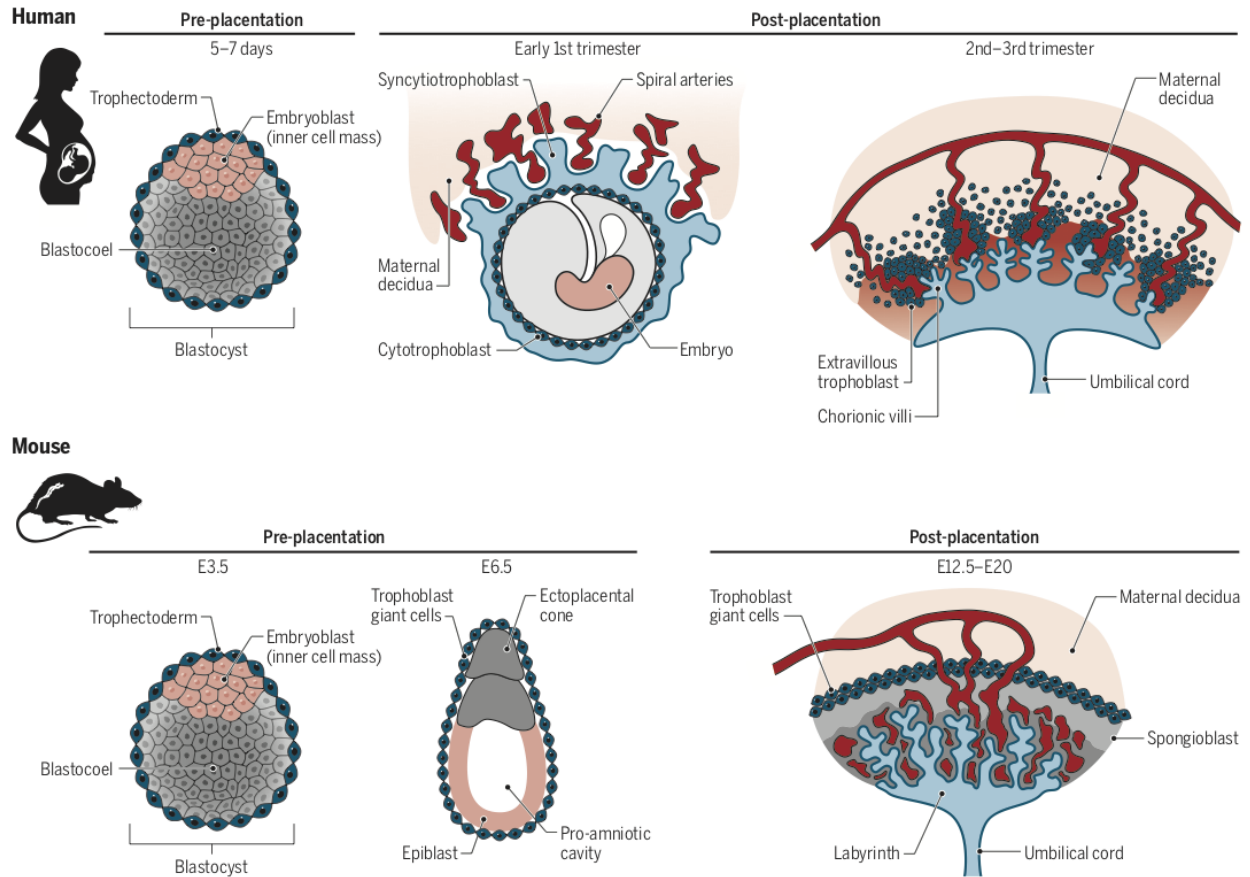 Human
Pre-placentation
Post-placentation
5–7 days
Early 1st trimester
2nd–3rd trimester
Trophectoderm
Embryoblast
(inner cell mass)
Blastocoel
Blastocyst
Syncytiotrophoblast
Spiral arteries
Maternal
decidua
Cytotrophoblast
Embryo
Maternal
decidua
Extravillous
trophoblast
Chorionic villi
Umbilical cord
Mouse
Pre-placentation
Post-placentation
E3.5
E6.5
E12.5–E20
Trophectoderm
Embryoblast
(inner cell mass)
Blastocoel
Blastocyst
Trophoblast
giant cells
Ectoplacental
cone
Epiblast
Pro-amniotic
cavity
Trophoblast
giant cells
Maternal decidua
Spongioblast
Labyrinth
Umbilical cord